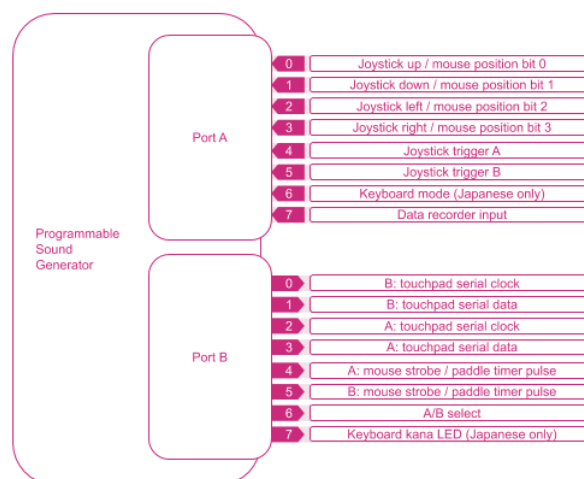 Port A
0 Joystick up / mouse position bit 0
1 Joystick down / mouse position bit 1
2 Joystick left / mouse position bit 2
3 Joystick right / mouse position bit 3
4 Joystick trigger A
5 Joystick trigger B
6 Keyboard mode (Japanese only)
7 Data recorder input
Programmable
Sound
Generator
Port B
0 B: touchpad serial clock
1 B: touchpad serial data
2 A: touchpad serial clock
3 A: touchpad serial data
4 A: mouse strobe / paddle timer pulse
5 B: mouse strobe / paddle timer pulse
6 A/B select
7 Keyboard kana LED (Japanese only)